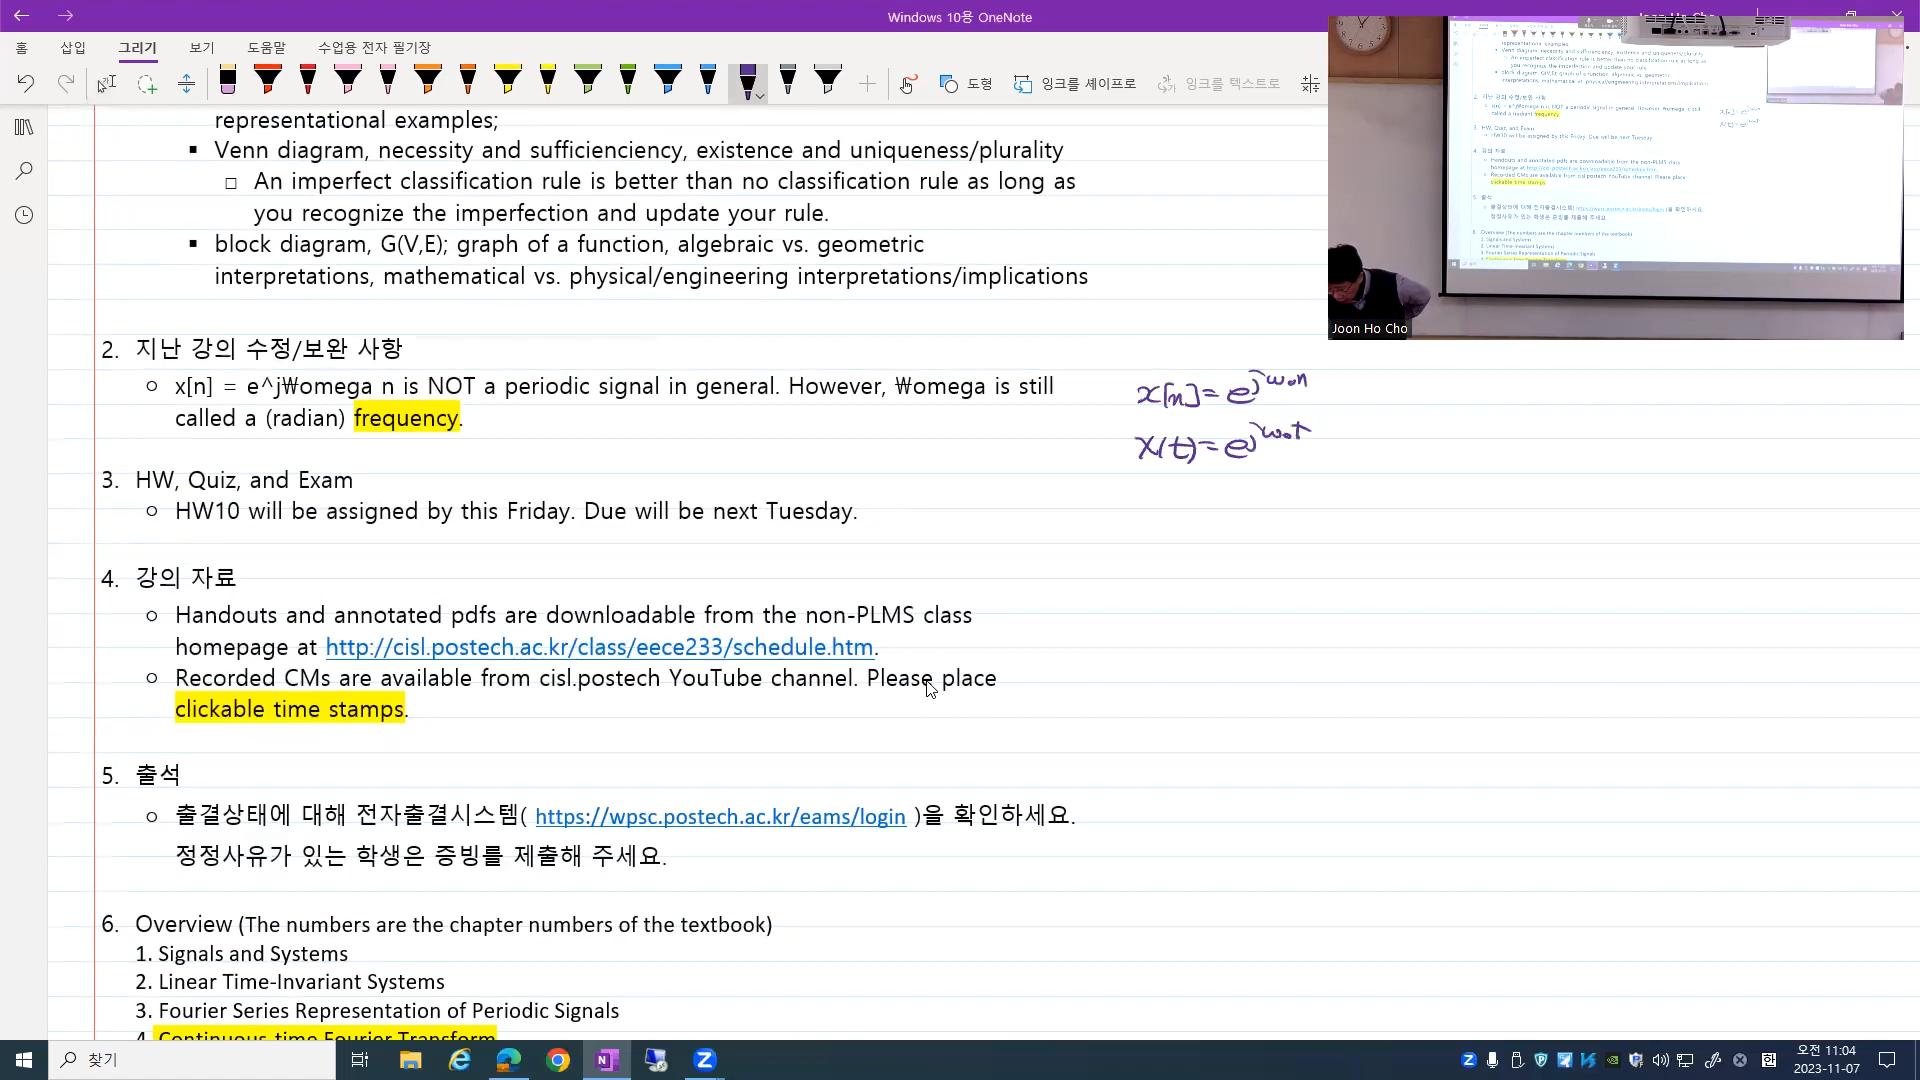 Windows 10용 OneNote
홈 삽입 그리기 보기 도움말 수업용 전자 필기장
도형 잉크를 셰이프로 잉크를 텍스트로
representational examples;
▪ Venn diagram, necessity and sufficienciency, existence and uniqueness/plurality
□ An imperfect classification rule is better than no classification rule as long as
you recognize the imperfection and update your rule.
▪ block diagram, G(V,E); graph of a function, algebraic vs. geometric
interpretations, mathematical vs. physical/engineering interpretations/implications
Joon Ho Cho
2. 지난 강의 수정/보완 사항
○ x[n] = e^j₩omega n is NOT a periodic signal in general. However, ₩omega is still
called a (radian) frequency.
x[n] = e^jω₀n
x(t) = e^jω₀t
3. HW, Quiz, and Exam
○ HW10 will be assigned by this Friday. Due will be next Tuesday.
4. 강의 자료
○ Handouts and annotated pdfs are downloadable from the non-PLMS class
homepage at http://cisl.postech.ac.kr/class/eece233/schedule.htm.
○ Recorded CMs are available from cisl.postech YouTube channel. Please place
clickable time stamps.
5. 출석
○ 출결상태에 대해 전자출결시스템( https://wpsc.postech.ac.kr/eams/login )을 확인하세요.
정정사유가 있는 학생은 증빙를 제출해 주세요.
6. Overview (The numbers are the chapter numbers of the textbook)
1. Signals and Systems
2. Linear Time-Invariant Systems
3. Fourier Series Representation of Periodic Signals
4. Continuous-time Fourier Transform
찾기
오전 11:04
2023-11-07